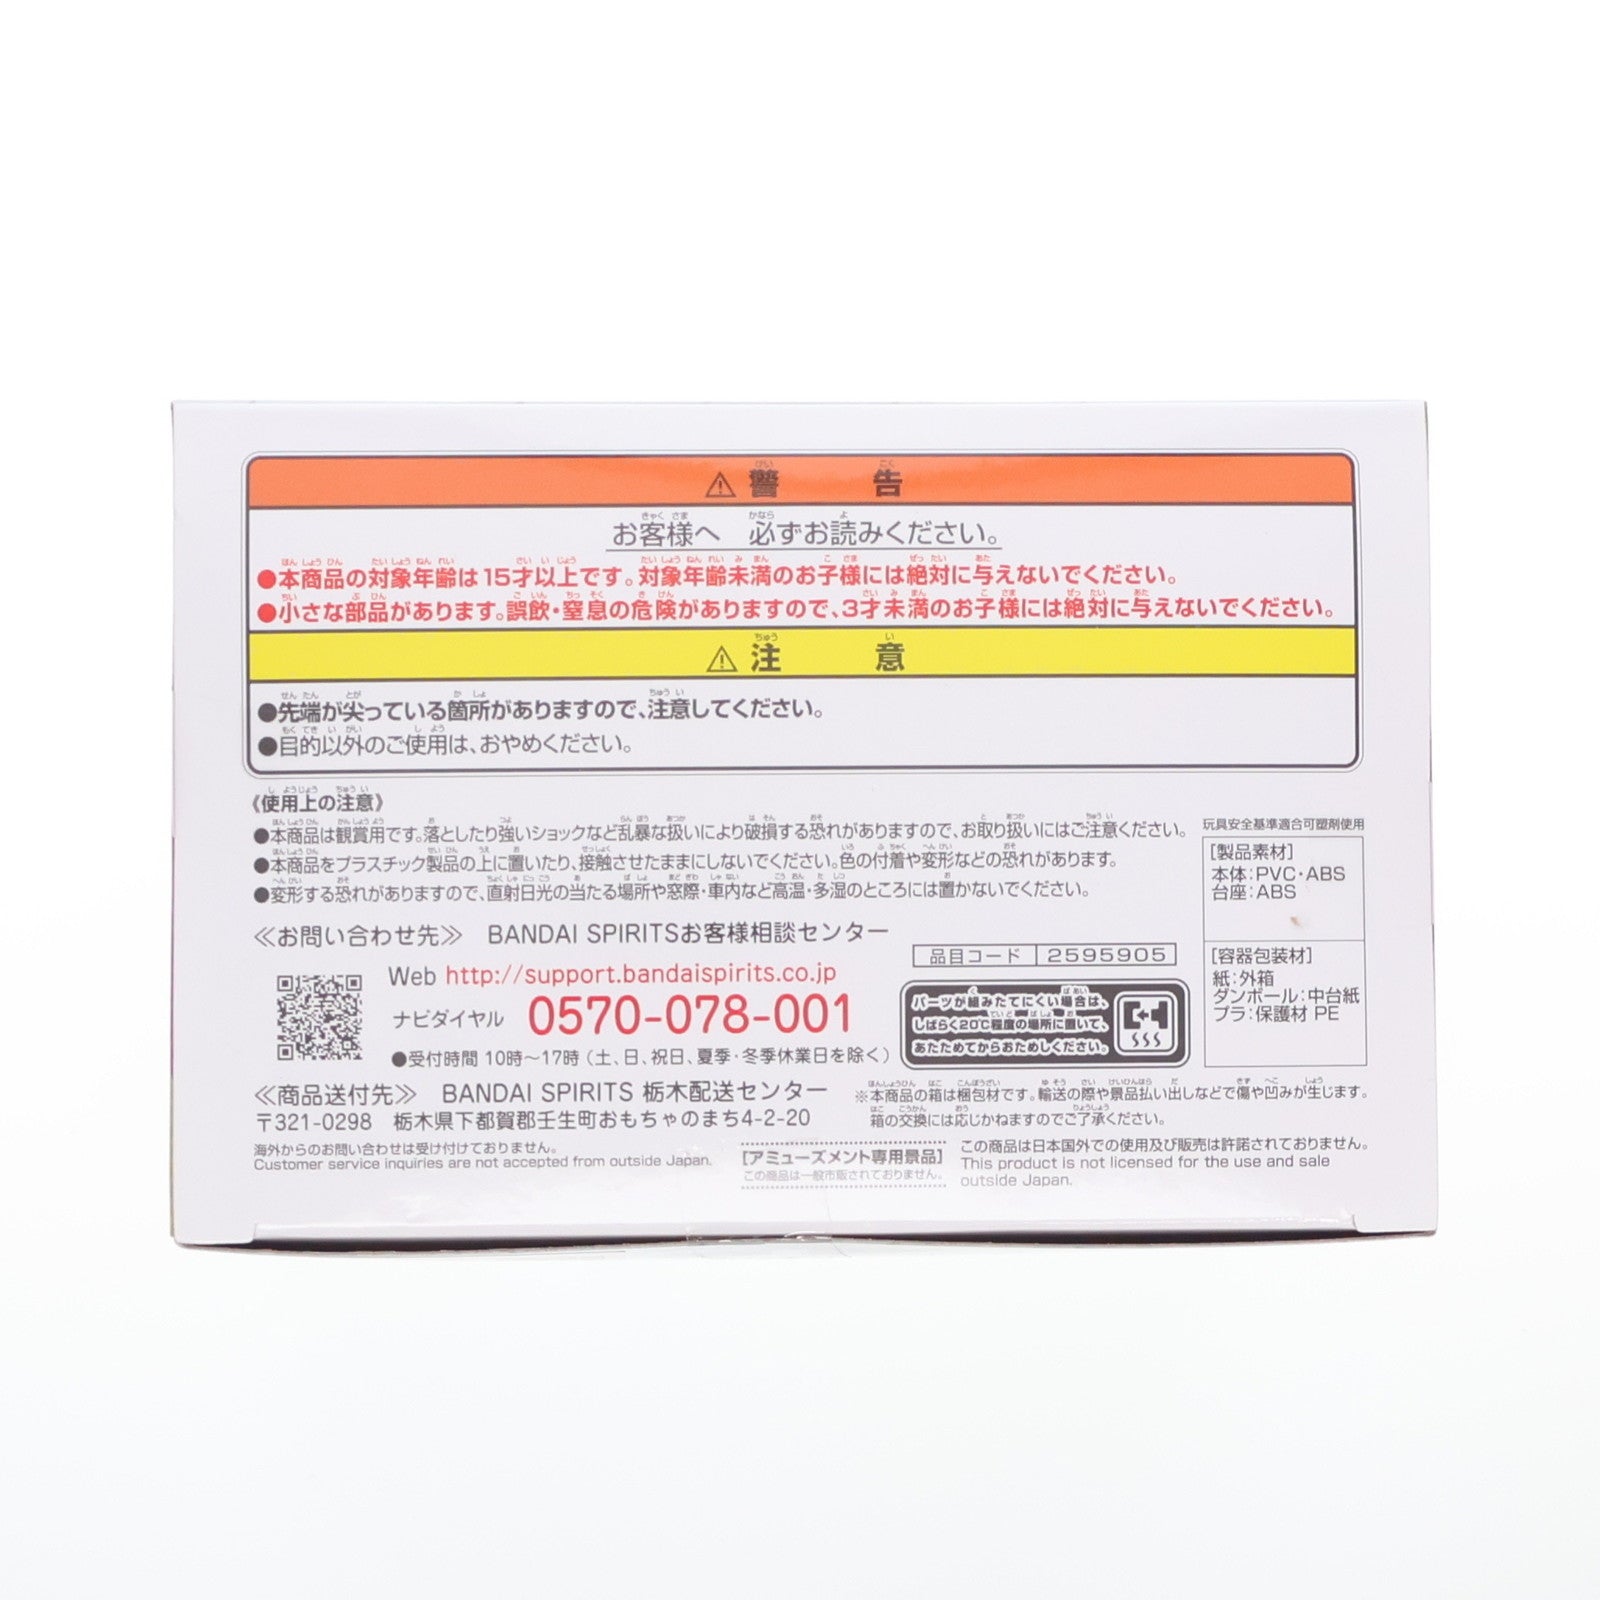 ⚠警告
お客様へ 必ずお読みください。
●本商品の対象年齢は15才以上です。対象年齢未満のお子様には絶対に与えないでください。
●小さな部品があります。誤飲・窒息の危険がありますので、3才未満のお子様には絶対に与えないでください。
⚠注意
●先端が尖っている箇所がありますので、注意してください。
●目的以外のご使用は、おやめください。
《使用上の注意》
●本商品は観賞用です。落としたり強いショックなど乱暴な扱いにより破損する恐れがありますので、お取り扱いにはご注意ください。
●本商品をプラスチック製品の上に置いたり、接触させたままにしないでください。色の付着や変形などの恐れがあります。
●変形する恐れがありますので、直射日光の当たる場所や窓際・車内など高温・多湿のところには置かないでください。
玩具安全基準適合可塑剤使用
[製品素材]
本体:PVC・ABS
台座:ABS
[容器包装材]
紙:外箱
ダンボール:中台紙
プラ:保護材 PE
≪お問い合わせ先≫ BANDAI SPIRITSお客様相談センター
Web http://support.bandaispirits.co.jp
ナビダイヤル 0570-078-001
●受付時間 10時〜17時(土、日、祝日、夏季・冬季休業日を除く)
品目コード 2595905
パーツが組みたてにくい場合は、
しばらく20℃程度の場所に置いて、
あたためてからおためしください。
≪商品送付先≫ BANDAI SPIRITS 栃木配送センター
〒321-0298 栃木県下都賀郡壬生町おもちゃのまち4-2-20
※本商品の箱は梱包材です。輸送の際や景品払い出しなどで傷や凹みが生じます。
箱の交換には応じかねますのでご了承ください。
海外からのお問い合わせは受け付けておりません。
Customer service inquiries are not accepted from outside Japan.
[アミューズメント専用景品]
この商品は一般市販されておりません。
この商品は日本国外での使用及び販売は許諾されておりません。
This product is not licensed for the use and sale
outside Japan.